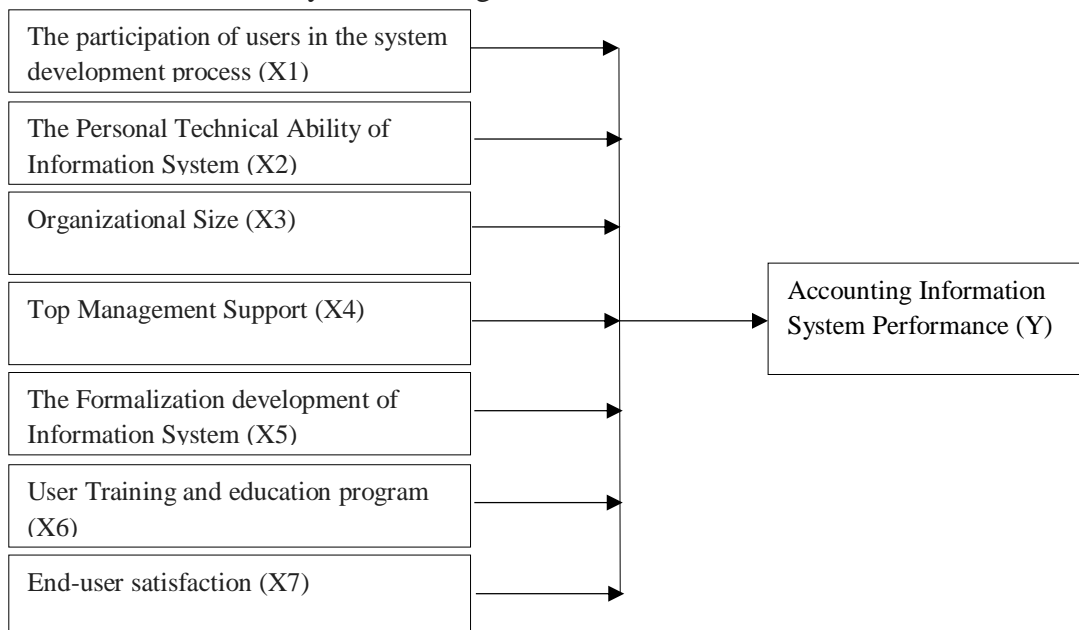 The participation of users in the system
development process (X1)
The Personal Technical Ability of
Information System (X2)
Organizational Size (X3)
Top Management Support (X4)
Accounting Information
System Performance (Y)
The Formalization development of
Information System (X5)
User Training and education program
(X6)
End-user satisfaction (X7)